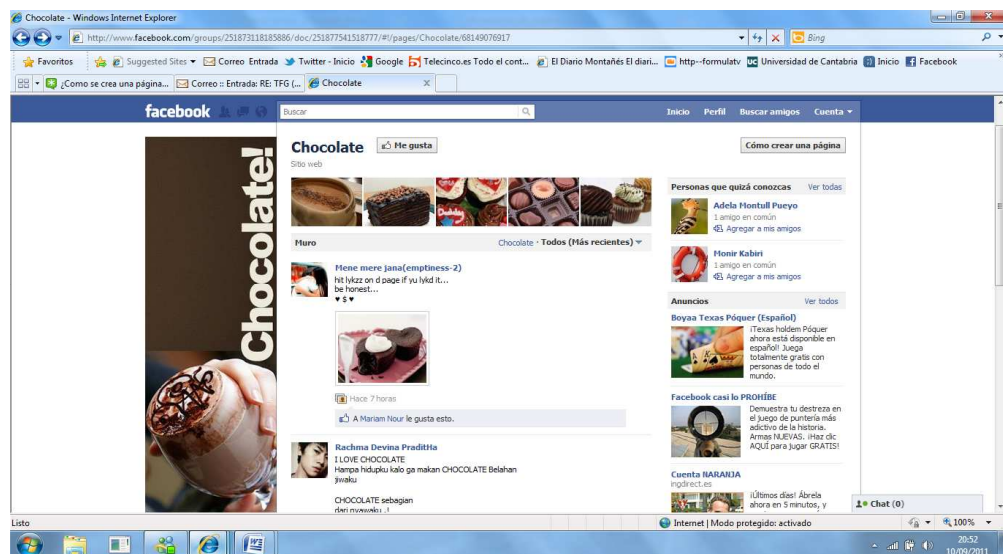 Chocolate - Windows Internet Explorer
http://www.facebook.com/groups/251873118185886/doc/251877541518777/#!/pages/Chocolate/68149076917
Bing
Favoritos
Suggested Sites
Correo Entrada
Twitter - Inicio
Google
Telecinco.es Todo el cont...
El Diario Montañés El diari...
http--formulatv
UC Universidad de Cantabria
Inicio
Facebook
¿Como se crea una página...
Correo :: Entrada: RE: TFG (...
Chocolate
X
facebook
Buscar
Inicio Perfil Buscar amigos Cuenta
Chocolate!
Chocolate
Me gusta
Cómo crear una página
Sitio web
Muro
Chocolate · Todos (Más recientes)
Mene mere jana(emptiness-2)
hit lykzz on d page if yu lykd it...
be honest...
♥ $ ♥
Hace 7 horas
A Mariam Nour le gusta esto.
Rachma Devina PraditHa
I LOVE CHOCOLATE
Hampa hidupku kalo ga makan CHOCOLATE Belahan
jiwaku
CHOCOLATE sebagian
dari nyawaku..!
Personas que quizá conozcas Ver todas
Adela Montull Pueyo
1 amigo en común
Agregar a mis amigos
Monir Kabiri
1 amigo en común
Agregar a mis amigos
Anuncios Ver todos
Boyaa Texas Póquer (Español)
¡Texas holdem Póquer
ahora está disponible en
español! Juega
totalmente gratis con
personas de todo el
mundo.
Facebook casi lo PROHÍBE
Demuestra tu destreza en
el juego de puntería más
adictivo de la historia.
Armas NUEVAS. ¡Haz clic
AQUÍ para jugar GRATIS!
Cuenta NARANJA
ingdirect.es
¡Últimos días! Ábrela
ahora en 5 minutos, y
Chat (0)
Listo
Internet | Modo protegido: activado
100%
20:52
10/09/2011